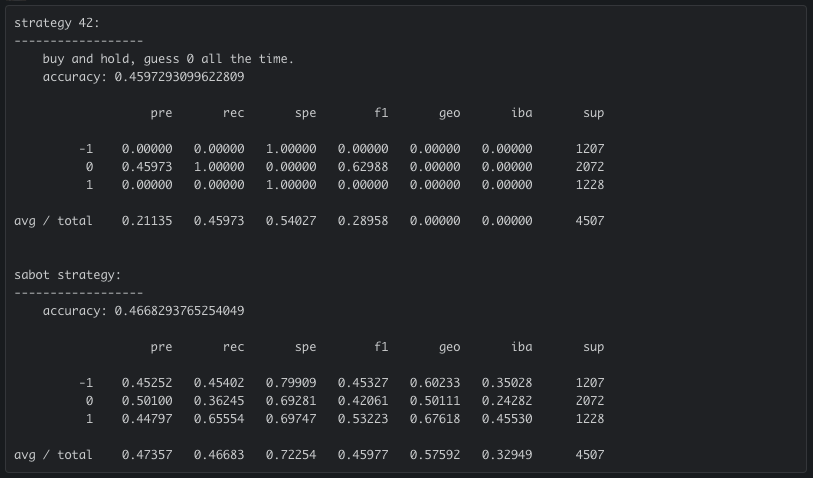 strategy 42:
------------------
buy and hold, guess 0 all the time.
accuracy: 0.4597293099622809
pre rec spe f1 geo iba sup
-1 0.00000 0.00000 1.00000 0.00000 0.00000 0.00000 1207
0 0.45973 1.00000 0.00000 0.62988 0.00000 0.00000 2072
1 0.00000 0.00000 1.00000 0.00000 0.00000 0.00000 1228
avg / total 0.21135 0.45973 0.54027 0.28958 0.00000 0.00000 4507
sabot strategy:
------------------
accuracy: 0.4668293765254049
pre rec spe f1 geo iba sup
-1 0.45252 0.45402 0.79909 0.45327 0.60233 0.35028 1207
0 0.50100 0.36245 0.69281 0.42061 0.50111 0.24282 2072
1 0.44797 0.65554 0.69747 0.53223 0.67618 0.45530 1228
avg / total 0.47357 0.46683 0.72254 0.45977 0.57592 0.32949 4507